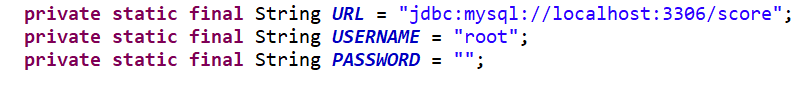 private static final String URL = "jdbc:mysql://localhost:3306/score";
private static final String USERNAME = "root";
private static final String PASSWORD = "";